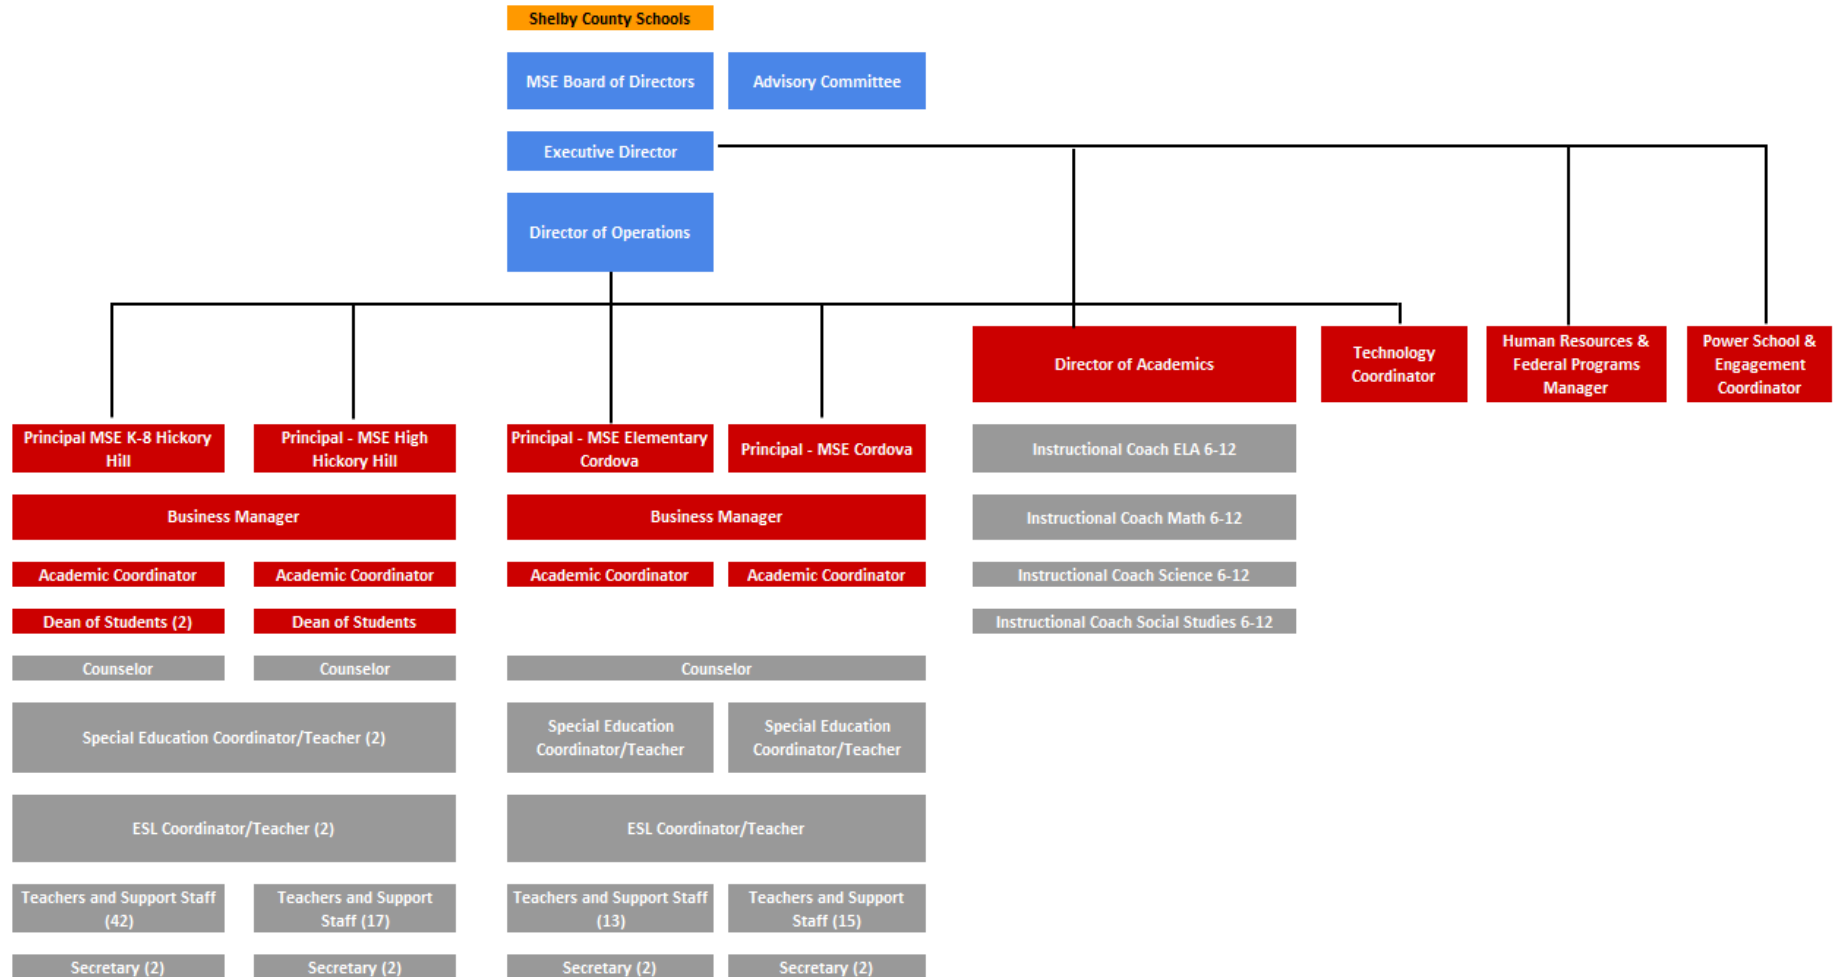 Shelby County Schools
MSE Board of Directors
Advisory Committee
Executive Director
Director of Operations
Director of Academics
Technology
Coordinator
Human Resources &
Federal Programs
Manager
Power School &
Engagement
Coordinator
Principal MSE K-8 Hickory
Hill
Principal - MSE High
Hickory Hill
Principal - MSE Elementary
Cordova
Principal - MSE Cordova
Instructional Coach ELA 6-12
Business Manager
Business Manager
Instructional Coach Math 6-12
Academic Coordinator
Academic Coordinator
Academic Coordinator
Academic Coordinator
Instructional Coach Science 6-12
Dean of Students (2)
Dean of Students
Instructional Coach Social Studies 6-12
Counselor
Counselor
Counselor
Special Education Coordinator/Teacher (2)
Special Education
Coordinator/Teacher
Special Education
Coordinator/Teacher
ESL Coordinator/Teacher (2)
ESL Coordinator/Teacher
Teachers and Support Staff
(42)
Teachers and Support
Staff (17)
Teachers and Support Staff
(13)
Teachers and Support
Staff (15)
Secretary (2)
Secretary (2)
Secretary (2)
Secretary (2)